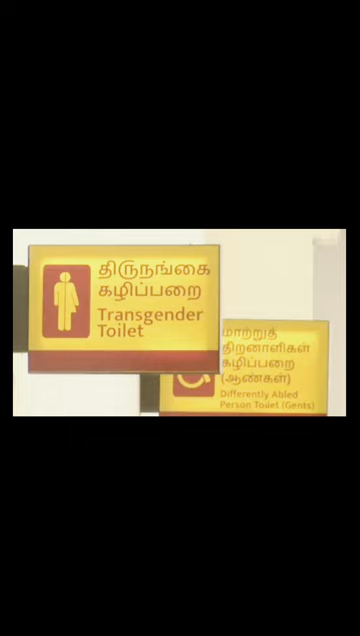 திருநங்கை
கழிப்பறை
Transgender
Toilet
மாற்றுத்
திறனாளிகள்
கழிப்பறை
(ஆண்கள்)
Differently Abled
Person Toilet (Gents)